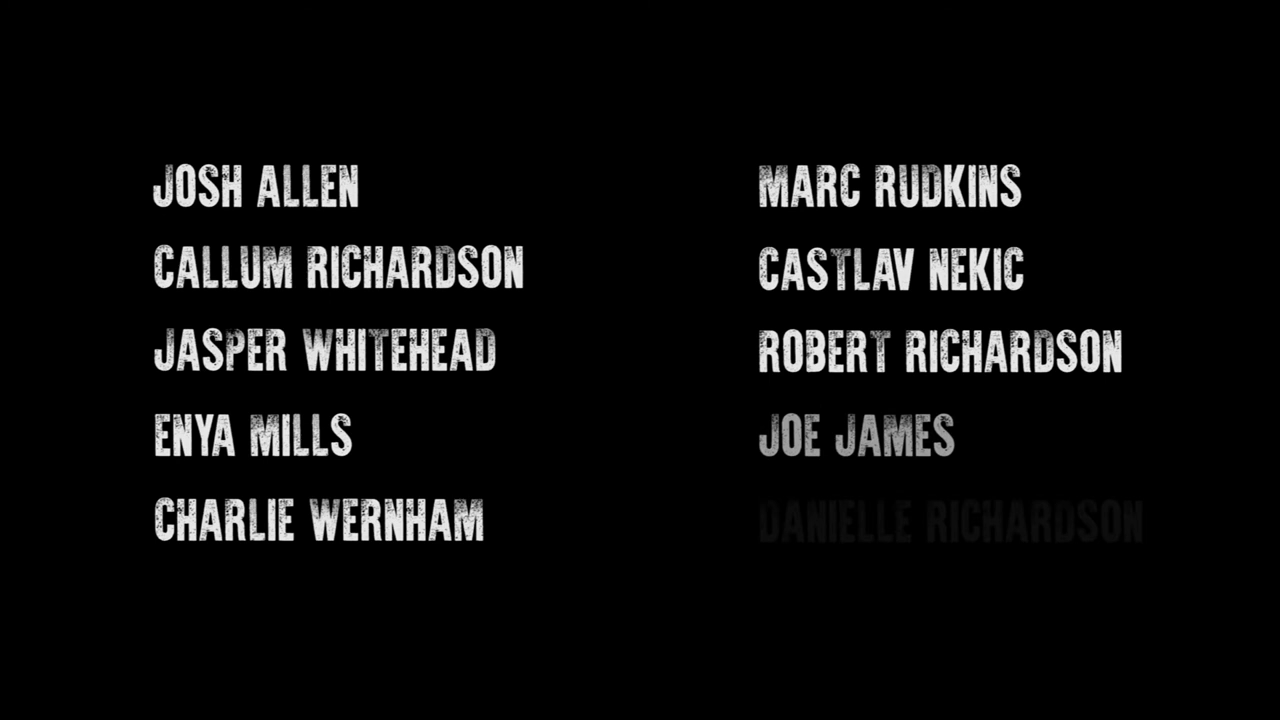 JOSH ALLEN
CALLUM RICHARDSON
JASPER WHITEHEAD
ENYA MILLS
CHARLIE WERNHAM
MARC RUDKINS
CASTLAV NEKIC
ROBERT RICHARDSON
JOE JAMES
DANIELLE RICHARDSON